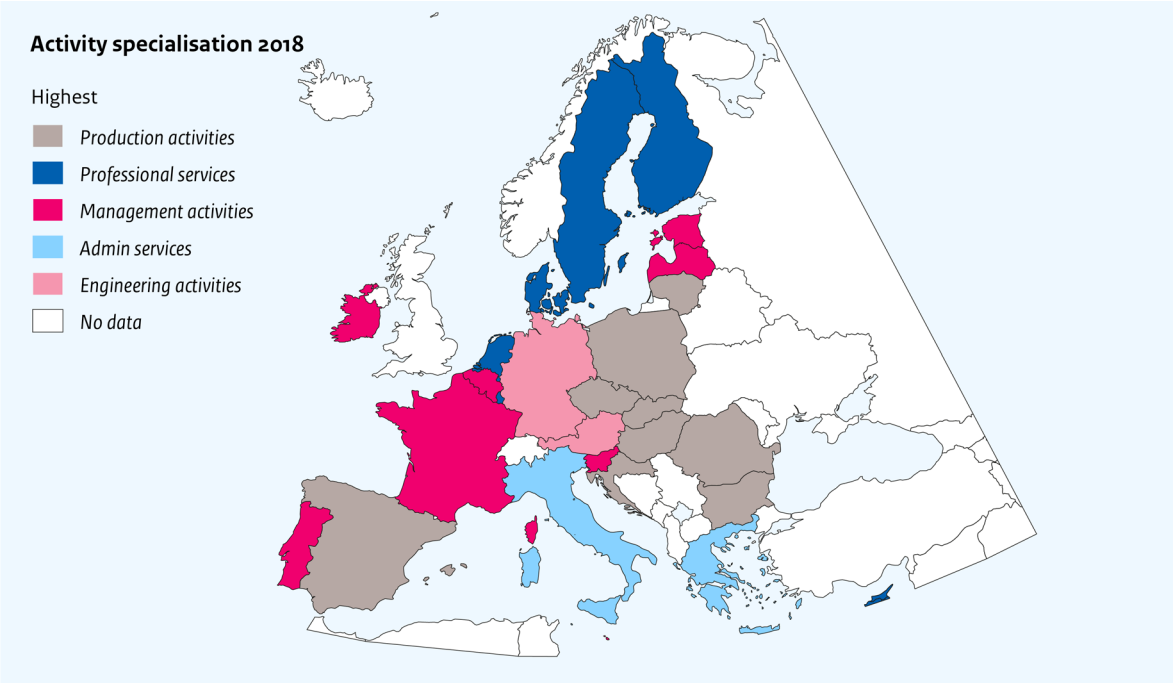 Activity specialisation 2018
Highest
Production activities
Professional services
Management activities
Admin services
Engineering activities
No data